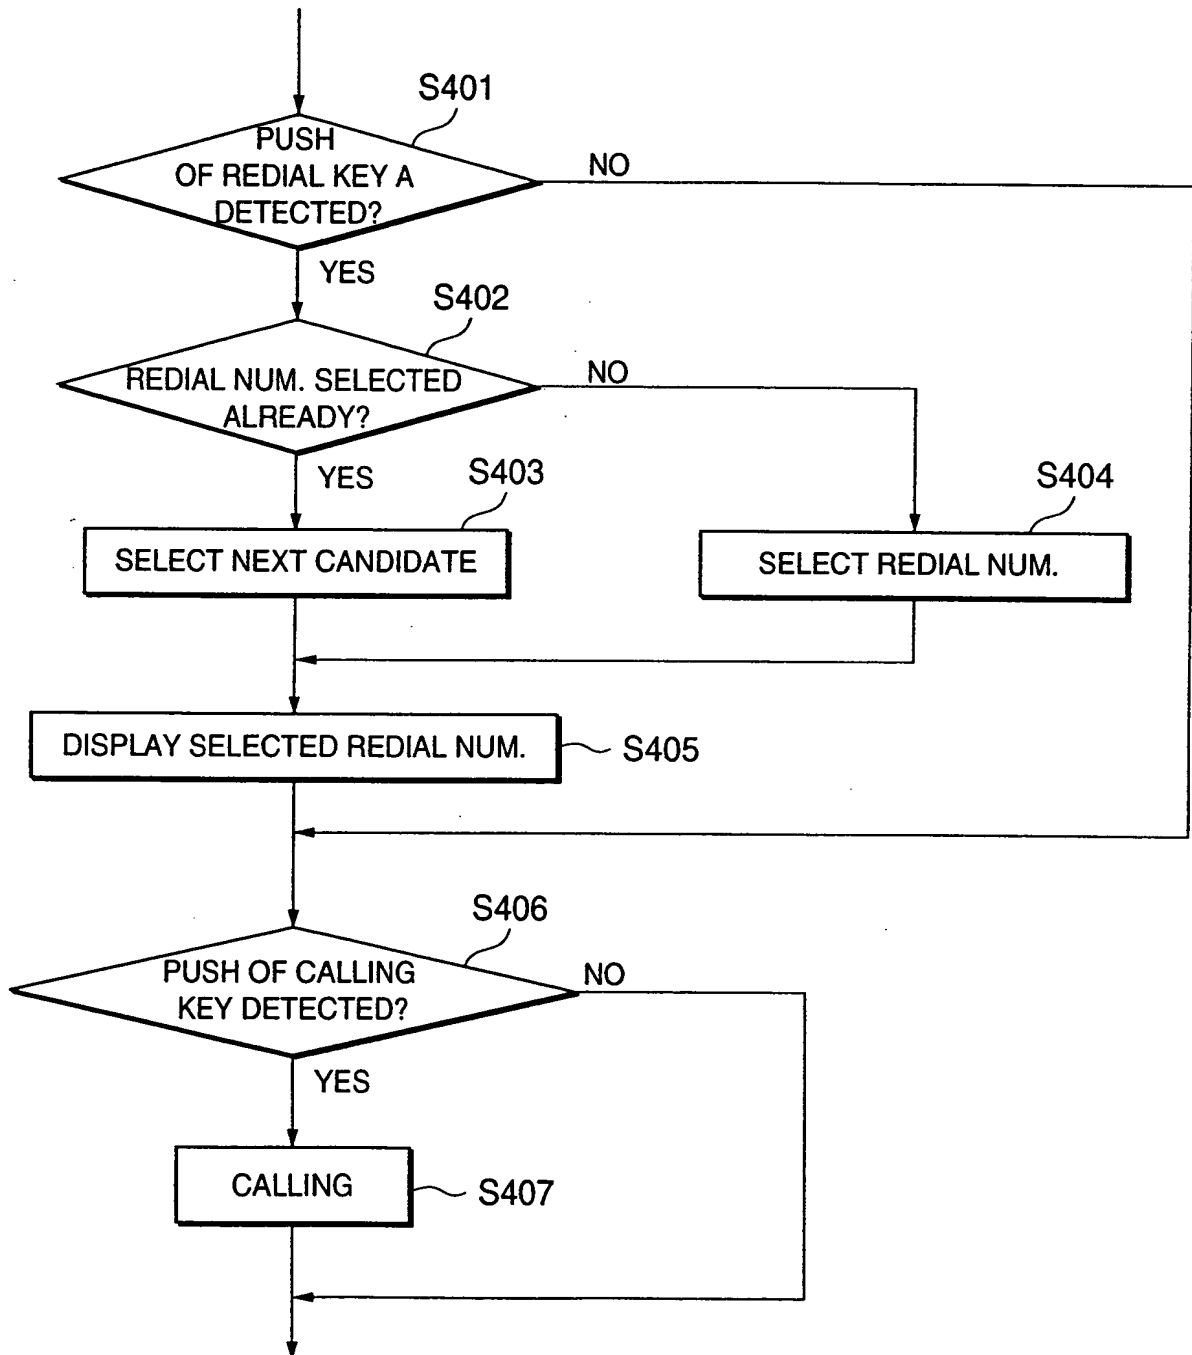 S401
PUSH
OF REDIAL KEY A
DETECTED?
NO
YES
S402
REDIAL NUM. SELECTED
ALREADY?
NO
YES
S403
SELECT NEXT CANDIDATE
S404
SELECT REDIAL NUM.
DISPLAY SELECTED REDIAL NUM.
S405
S406
PUSH OF CALLING
KEY DETECTED?
NO
YES
CALLING
S407